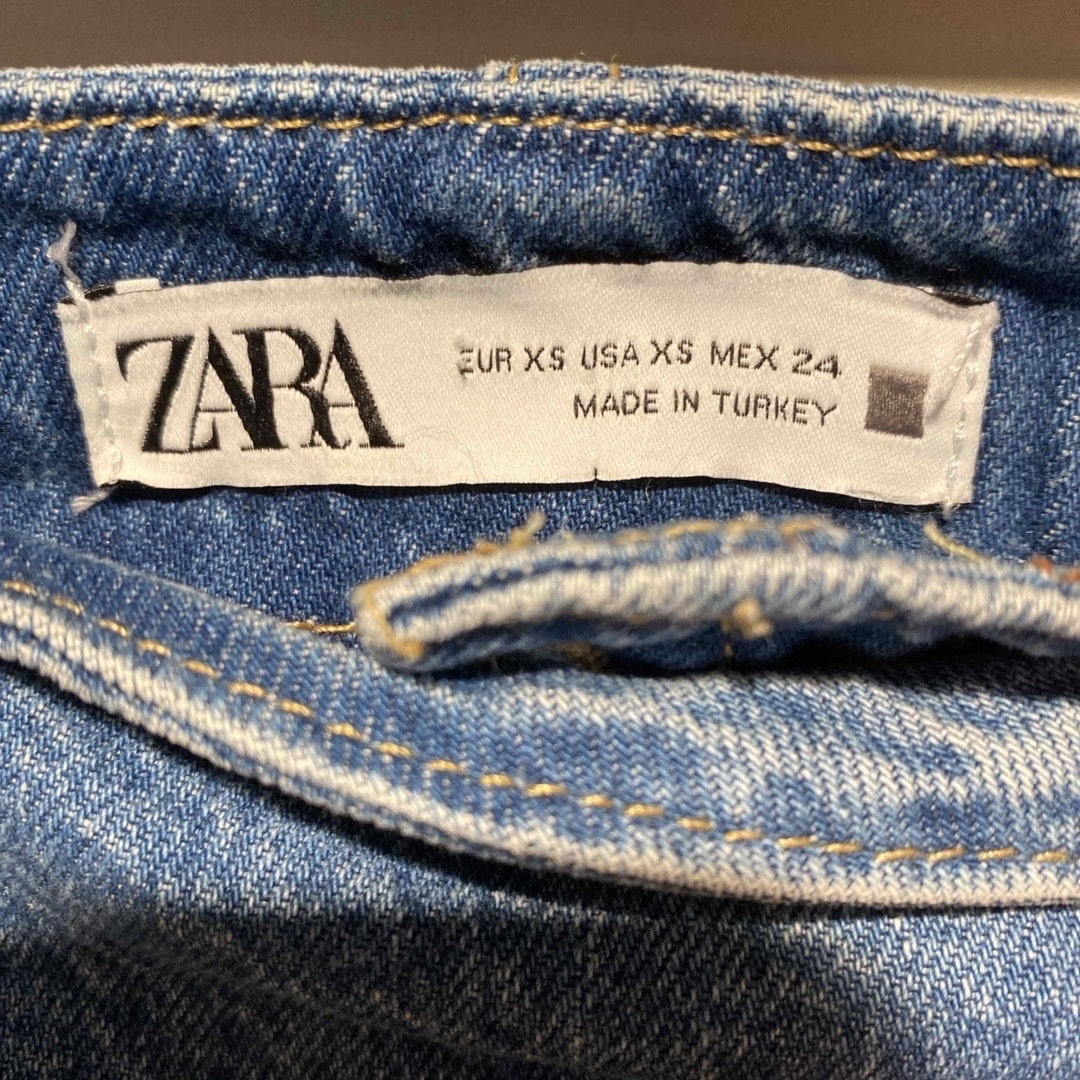 ZARA
EUR XS USA XS MEX 24
MADE IN TURKEY